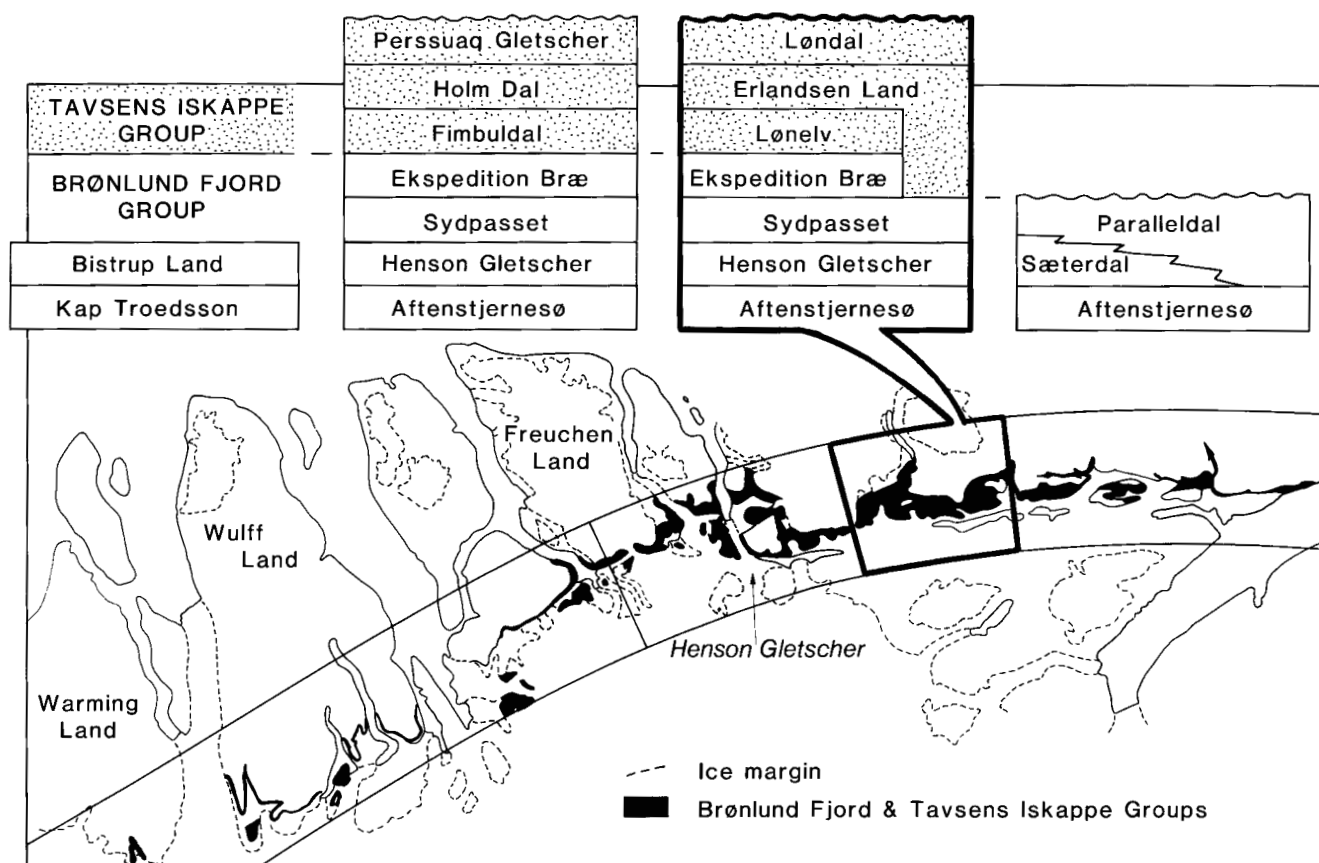 TAVSENS ISKAPPE
GROUP
BRØNLUND FJORD
GROUP
Bistrup Land
Kap Troedsson
Perssuaq Gletscher
Holm Dal
Fimbuldal
Ekspedition Bræ
Sydpasset
Henson Gletscher
Aftenstjernesø
Løndal
Erlandsen Land
Lønelv
Ekspedition Bræ
Sydpasset
Henson Gletscher
Aftenstjernesø
Paralleldal
Sæterdal
Aftenstjernesø
Freuchen
Land
Wulff
Land
Warming
Land
Henson Gletscher
Ice margin
Brønlund Fjord & Tavsens Iskappe Groups